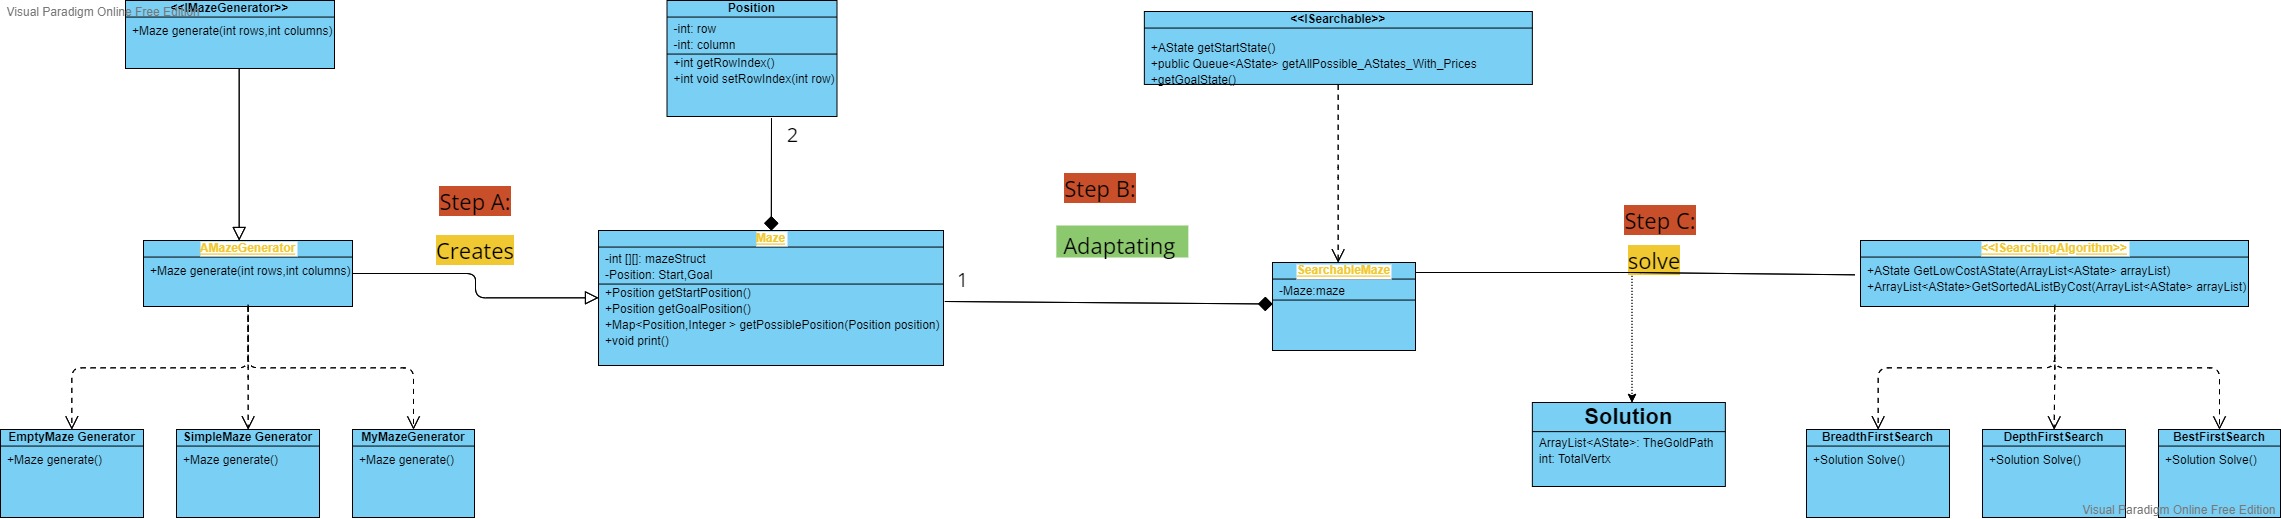 Visual Paradigm Online Free Edition
<<IMazeGenerator>>
+Maze generate(int rows,int columns)
Position
-int: row
-int: column
+int getRowIndex()
+int void setRowIndex(int row)
<<ISearchable>>
+AState getStartState()
+public Queue<AState> getAllPossible_AStates_With_Prices
+getGoalState()
2
Step A:
Creates
Step B:
Adaptating
Step C:
solve
AMazeGenerator
+Maze generate(int rows,int columns)
Maze
-int [][]: mazeStruct
-Position: Start,Goal
+Position getStartPosition()
+Position getGoalPosition()
+Map<Position,Integer > getPossiblePosition(Position position)
+void print()
1
SearchableMaze
-Maze:maze
<<ISearchingAlgorithm>>
+AState GetLowCostAState(ArrayList<AState> arrayList)
+ArrayList<AState>GetSortedAListByCost(ArrayList<AState> arrayList)
EmptyMaze Generator
+Maze generate()
SimpleMaze Generator
+Maze generate()
MyMazeGenerator
+Maze generate()
Solution
ArrayList<AState>: TheGoldPath
int: TotalVertx
BreadthFirstSearch
+Solution Solve()
DepthFirstSearch
+Solution Solve()
BestFirstSearch
+Solution Solve()
Visual Paradigm Online Free Edition